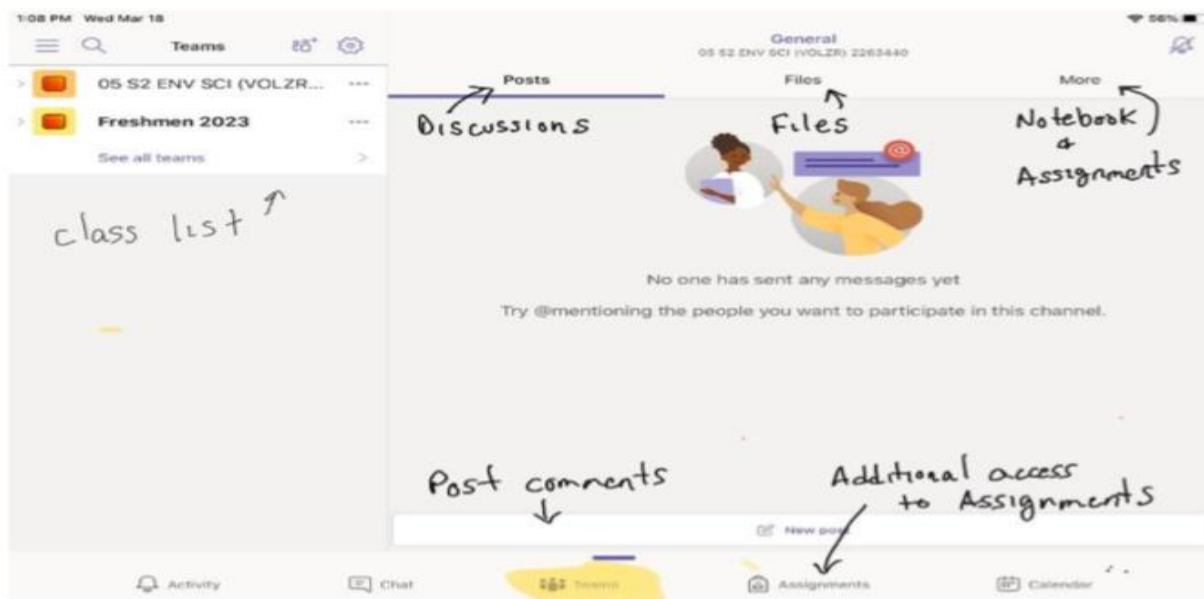 1:08 PM Wed Mar 18
56%
Teams
General
05 S2 ENV SCI (VOLZR) 2263440
05 S2 ENV SCI (VOLZR...
Freshmen 2023
See all teams
Posts
Files
More
Discussions
Files
Notebook
&
Assignments
class list
No one has sent any messages yet
Try @mentioning the people you want to participate in this channel.
Post comments
Additional access
to Assignments
New post
Activity
Chat
Teams
Assignments
Calendar